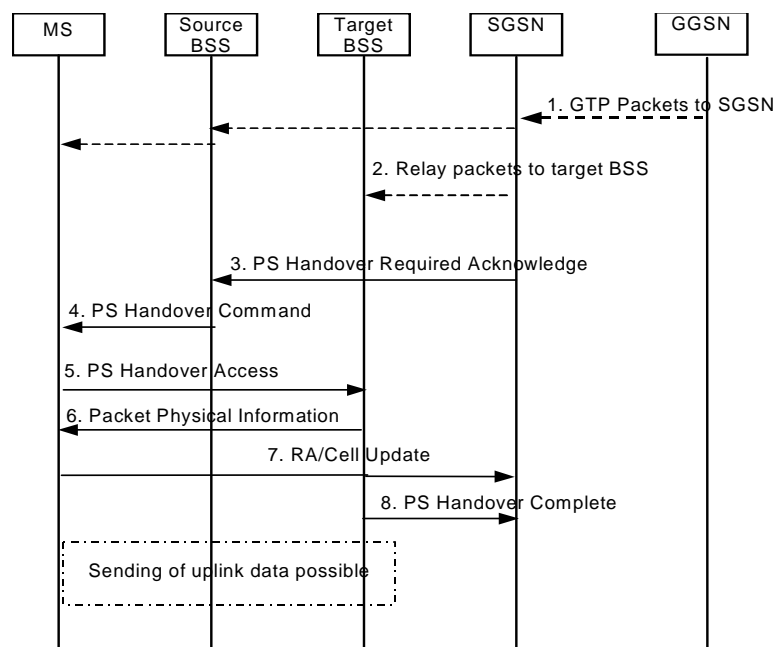 MS
Source
BSS
Target
BSS
SGSN
GGSN
1. GTP Packets to SGSN
2. Relay packets to target BSS
3. PS Handover Required Acknowledge
4. PS Handover Command
5. PS Handover Access
6. Packet Physical Information
7. RA/Cell Update
8. PS Handover Complete
Sending of uplink data possible